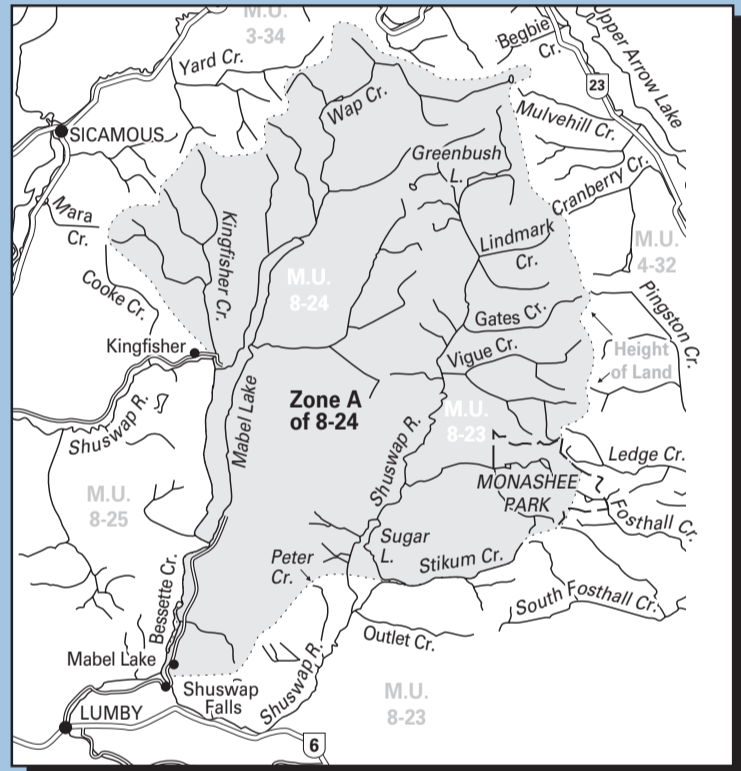 M.U.
3-34
Begbie
Cr.
Upper Arrow Lake
Yard Cr.
23
Wap Cr.
Mulvehill Cr.
SICAMOUS
Greenbush
L.
Cranberry Cr.
Mara
Cr.
Kingfisher Cr.
Lindmark
Cr.
M.U.
4-32
Cooke Cr.
M.U.
8-24
Pingston Cr.
Gates Cr.
Kingfisher
Vigue Cr.
Height
of Land
Mabel Lake
Zone A
of 8-24
M.U.
8-23
Shuswap R.
Shuswap R.
Ledge Cr.
MONASHEE
PARK
M.U.
8-25
Fosthall Cr.
Sugar
L.
Peter
Cr.
Stikum Cr.
Bessette Cr.
South Fosthall Cr.
Outlet Cr.
Mabel Lake
Shuswap
Falls
Shuswap R.
M.U.
8-23
LUMBY
6